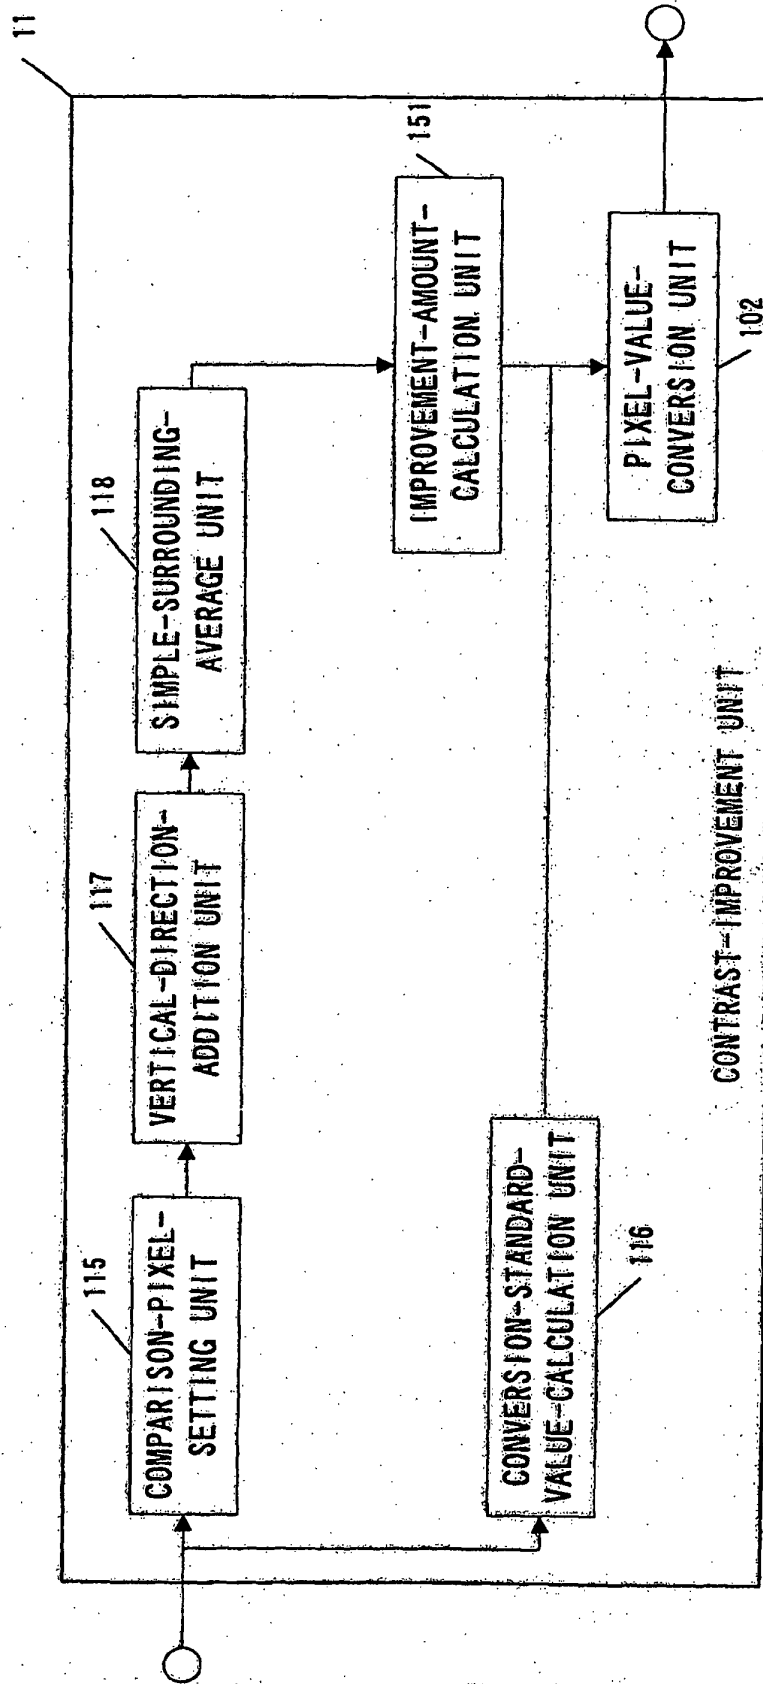 11
115
COMPARISON-PIXEL-
SETTING UNIT
117
VERTICAL-DIRECTION-
ADDITION UNIT
118
SIMPLE-SURROUNDING-
AVERAGE UNIT
151
IMPROVEMENT-AMOUNT-
CALCULATION UNIT
CONVERSION-STANDARD-
VALUE-CALCULATION UNIT
116
PIXEL-VALUE-
CONVERSION UNIT
102
CONTRAST-IMPROVEMENT UNIT